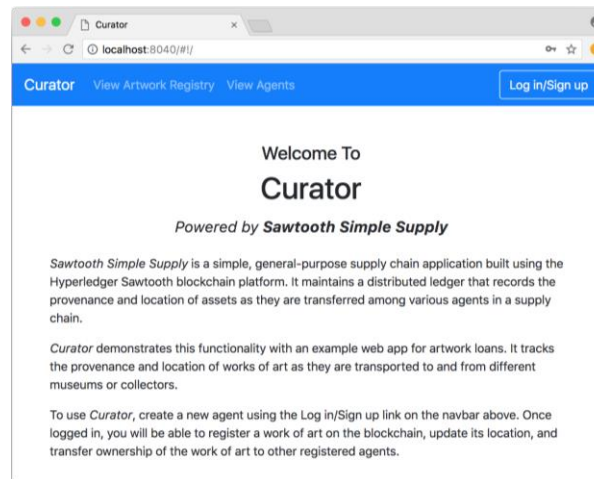 Curator
localhost:8040/#!/
Curator View Artwork Registry View Agents Log in/Sign up
Welcome To
Curator
Powered by Sawtooth Simple Supply
Sawtooth Simple Supply is a simple, general-purpose supply chain application built using the
Hyperledger Sawtooth blockchain platform. It maintains a distributed ledger that records the
provenance and location of assets as they are transferred among various agents in a supply
chain.
Curator demonstrates this functionality with an example web app for artwork loans. It tracks
the provenance and location of works of art as they are transported to and from different
museums or collectors.
To use Curator, create a new agent using the Log in/Sign up link on the navbar above. Once
logged in, you will be able to register a work of art on the blockchain, update its location, and
transfer ownership of the work of art to other registered agents.